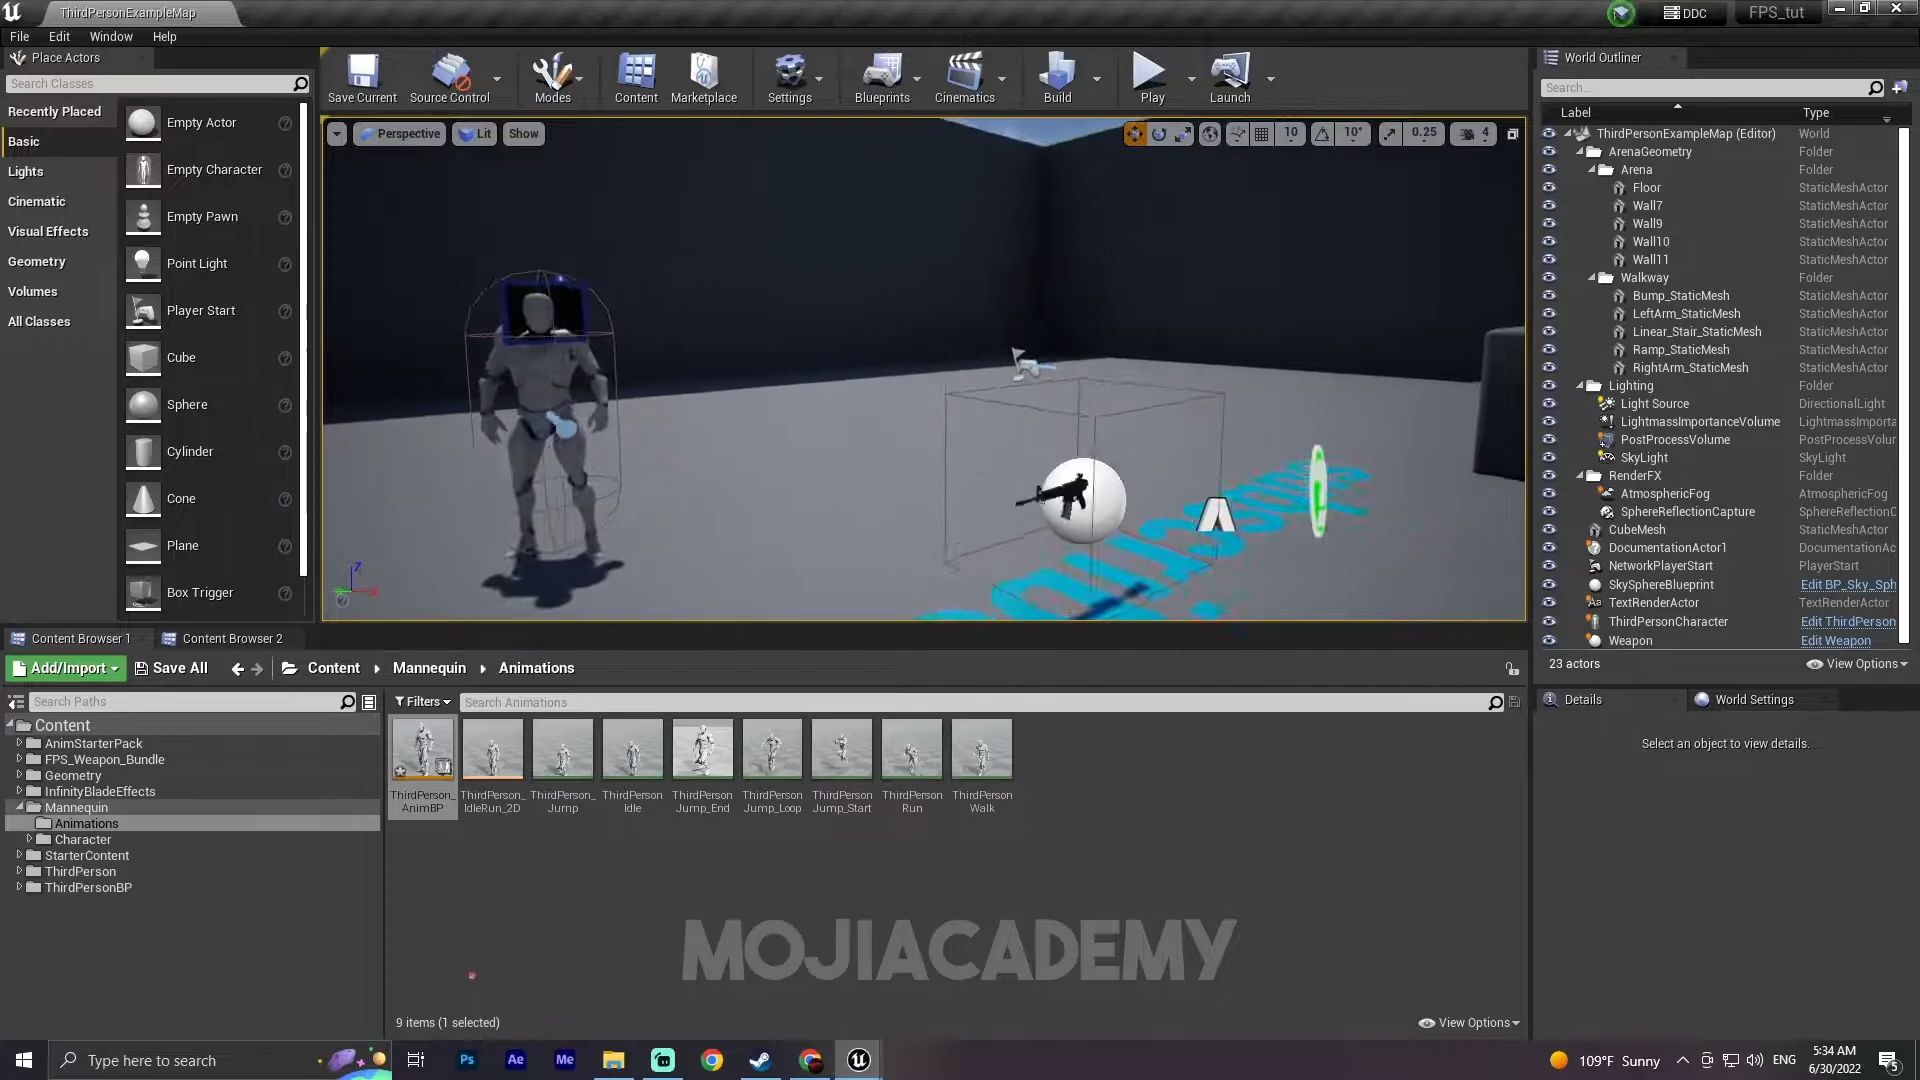 ThirdPersonExampleMap
DDC
FPS_tut
File Edit Window Help
Place Actors
Search Classes
Recently Placed
Basic
Lights
Cinematic
Visual Effects
Geometry
Volumes
All Classes
Empty Actor
Empty Character
Empty Pawn
Point Light
Player Start
Cube
Sphere
Cylinder
Cone
Plane
Box Trigger
Save Current Source Control Modes Content Marketplace Settings Blueprints Cinematics Build Play Launch
Perspective Lit Show
10 10° 0.25 4
Z
World Outliner
Search...
Label Type
ThirdPersonExampleMap (Editor) World
ArenaGeometry Folder
Arena Folder
Floor StaticMeshActor
Wall7 StaticMeshActor
Wall9 StaticMeshActor
Wall10 StaticMeshActor
Wall11 StaticMeshActor
Walkway Folder
Bump_StaticMesh StaticMeshActor
LeftArm_StaticMesh StaticMeshActor
Linear_Stair_StaticMesh StaticMeshActor
Ramp_StaticMesh StaticMeshActor
RightArm_StaticMesh StaticMeshActor
Lighting Folder
Light Source DirectionalLight
LightmassImportanceVolume LightmassImporta
PostProcessVolume PostProcessVolur
SkyLight SkyLight
RenderFX Folder
AtmosphericFog AtmosphericFog
SphereReflectionCapture SphereReflectionC
CubeMesh StaticMeshActor
DocumentationActor1 DocumentationAc
NetworkPlayerStart PlayerStart
SkySphereBlueprint Edit BP_Sky_Sph
TextRenderActor TextRenderActor
ThirdPersonCharacter Edit ThirdPerson
Weapon Edit Weapon
23 actors View Options
Details World Settings
Select an object to view details.
Content Browser 1 Content Browser 2
Add/Import Save All Content Mannequin Animations
Search Paths
Filters Search Animations
Content
AnimStarterPack
FPS_Weapon_Bundle
Geometry
InfinityBladeEffects
Mannequin
Animations
Character
StarterContent
ThirdPerson
ThirdPersonBP
ThirdPerson_ ThirdPerson_ ThirdPerson_ ThirdPerson ThirdPerson ThirdPerson ThirdPerson ThirdPerson ThirdPerson
AnimBP IdleRun_2D Jump Idle Jump_End Jump_Loop Jump_Start Run Walk
MOJIACADEMY
9 items (1 selected) View Options
Type here to search
Ps Ae Me
109°F Sunny ENG 5:34 AM
6/30/2022
5